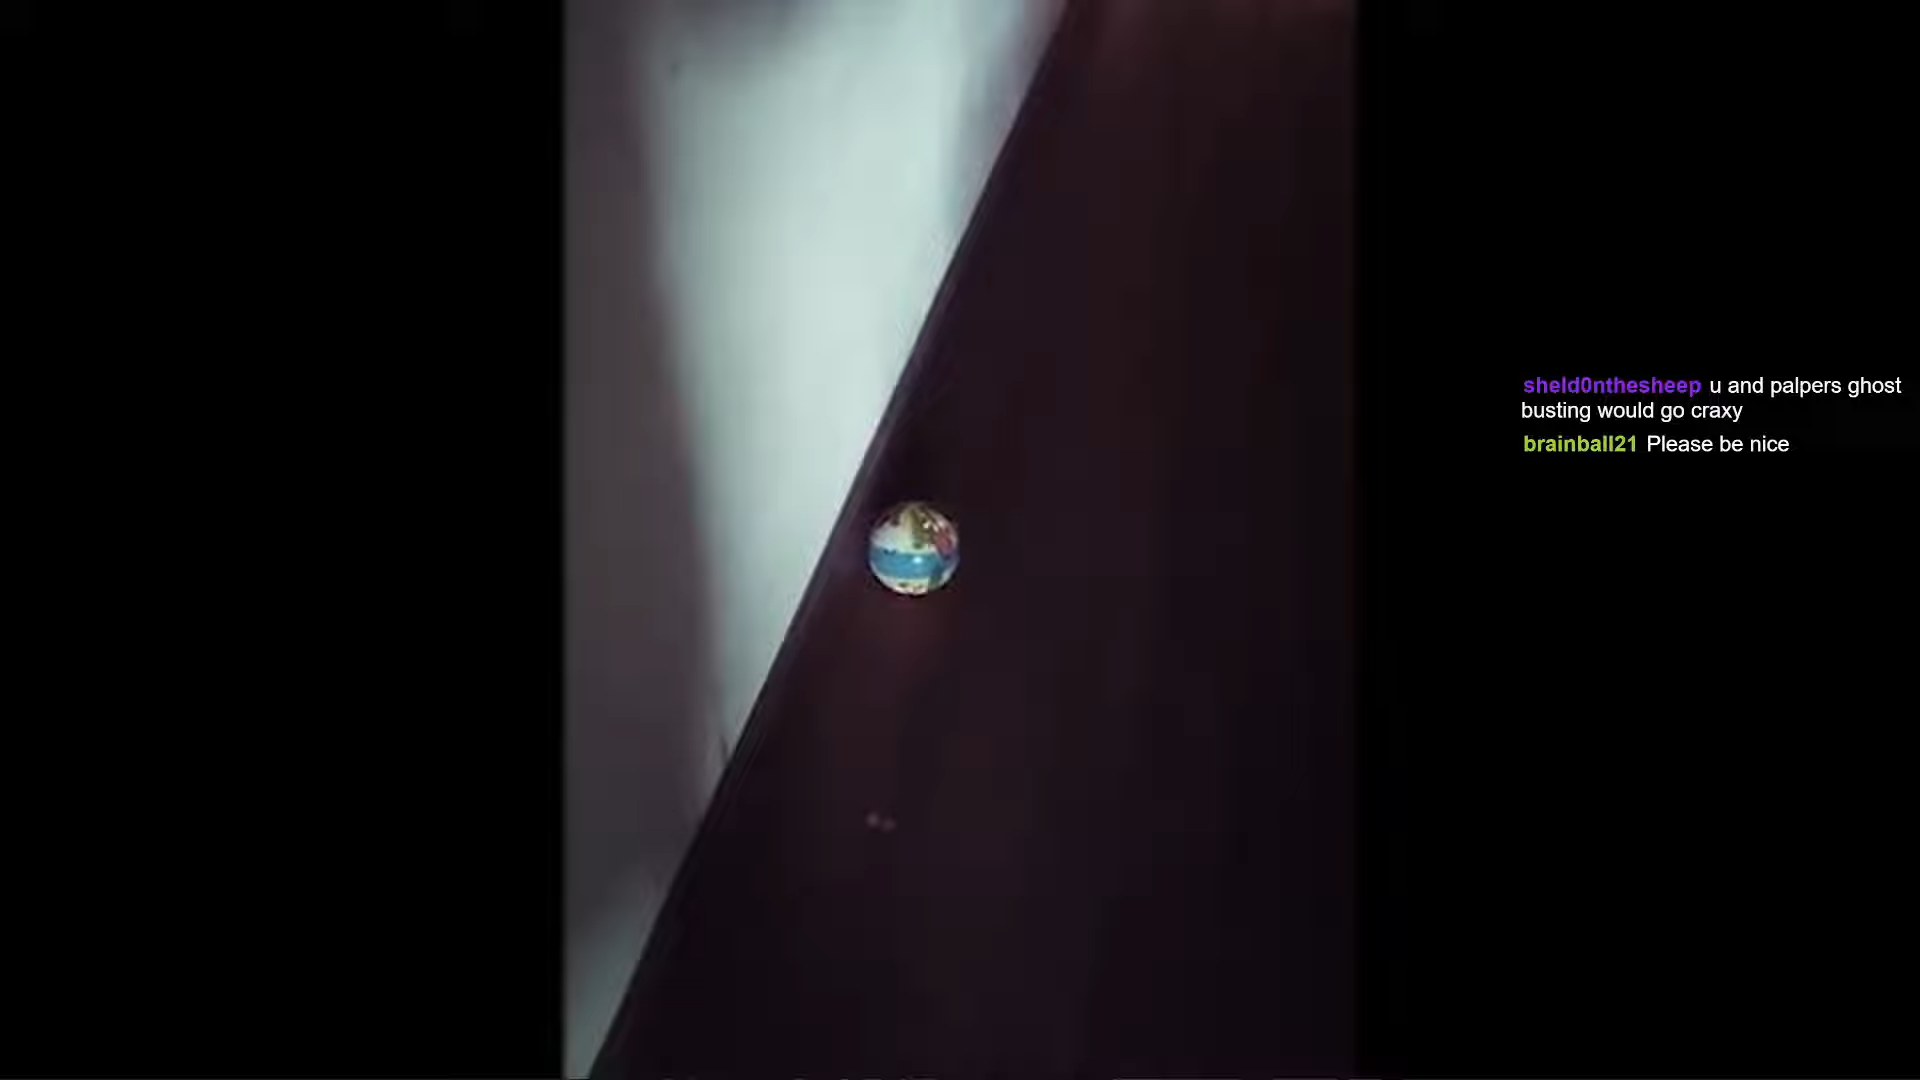 sheld0nthesheep u and palpers ghost
busting would go craxy
brainball21 Please be nice